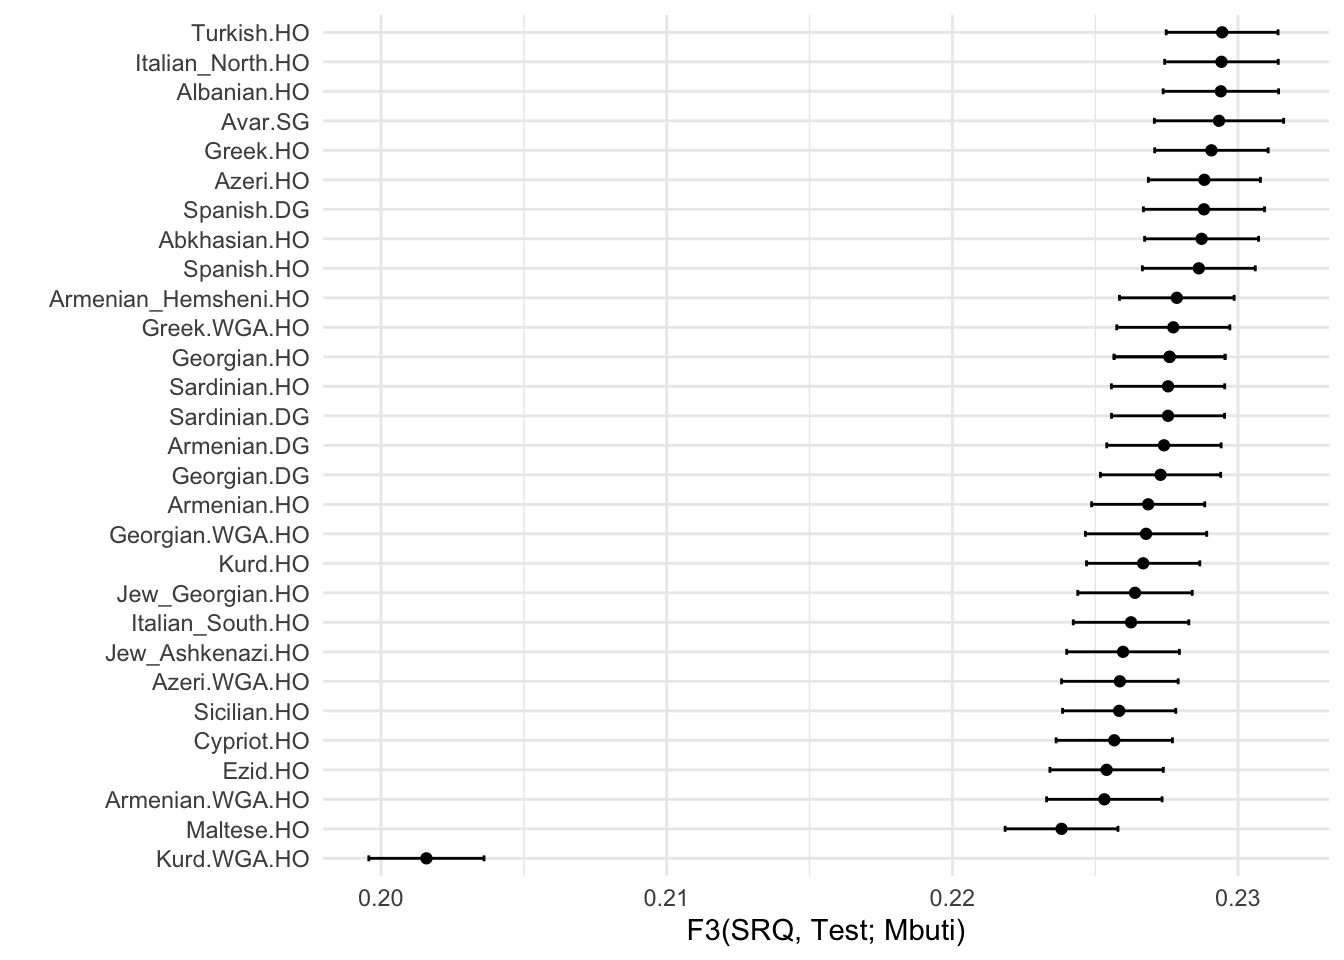 Turkish.HO
Italian_North.HO
Albanian.HO
Avar.SG
Greek.HO
Azeri.HO
Spanish.DG
Abkhasian.HO
Spanish.HO
Armenian_Hemsheni.HO
Greek.WGA.HO
Georgian.HO
Sardinian.HO
Sardinian.DG
Armenian.DG
Georgian.DG
Armenian.HO
Georgian.WGA.HO
Kurd.HO
Jew_Georgian.HO
Italian_South.HO
Jew_Ashkenazi.HO
Azeri.WGA.HO
Sicilian.HO
Cypriot.HO
Ezid.HO
Armenian.WGA.HO
Maltese.HO
Kurd.WGA.HO
0.20 0.21 0.22 0.23
F3(SRQ, Test; Mbuti)